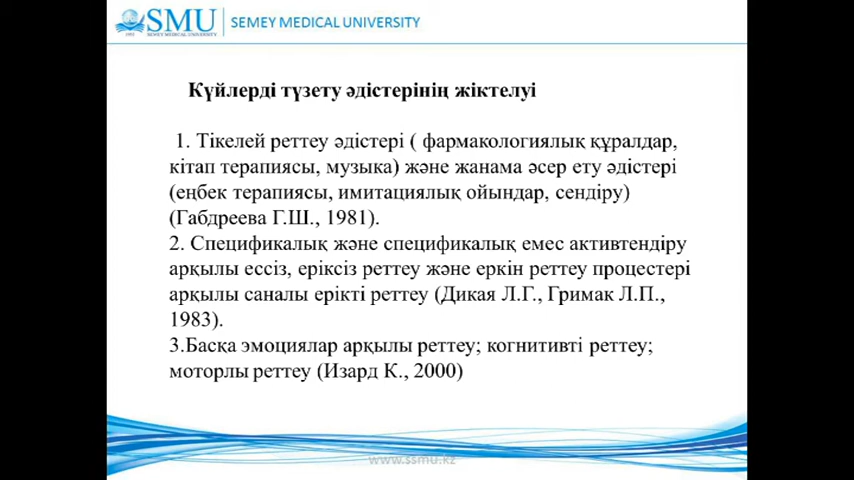 SMU
SEMEY MEDICAL UNIVERSITY
SEMEY MEDICAL UNIVERSITY
Күйлерді түзету әдістерінің жіктелуі
1. Тікелей реттеу әдістері ( фармакологиялық құралдар,
кітап терапиясы, музыка) және жанама әсер ету әдістері
(еңбек терапиясы, имитациялық ойындар, сендіру)
(Габдреева Г.Ш., 1981).
2. Спецификалық және спецификалық емес активтендіру
арқылы ессіз, еріксіз реттеу және еркін реттеу процестері
арқылы саналы ерікті реттеу (Дикая Л.Г., Гримак Л.П.,
1983).
3.Басқа эмоциялар арқылы реттеу; когнитивті реттеу;
моторлы реттеу (Изард К., 2000)
www.ssmu.kz